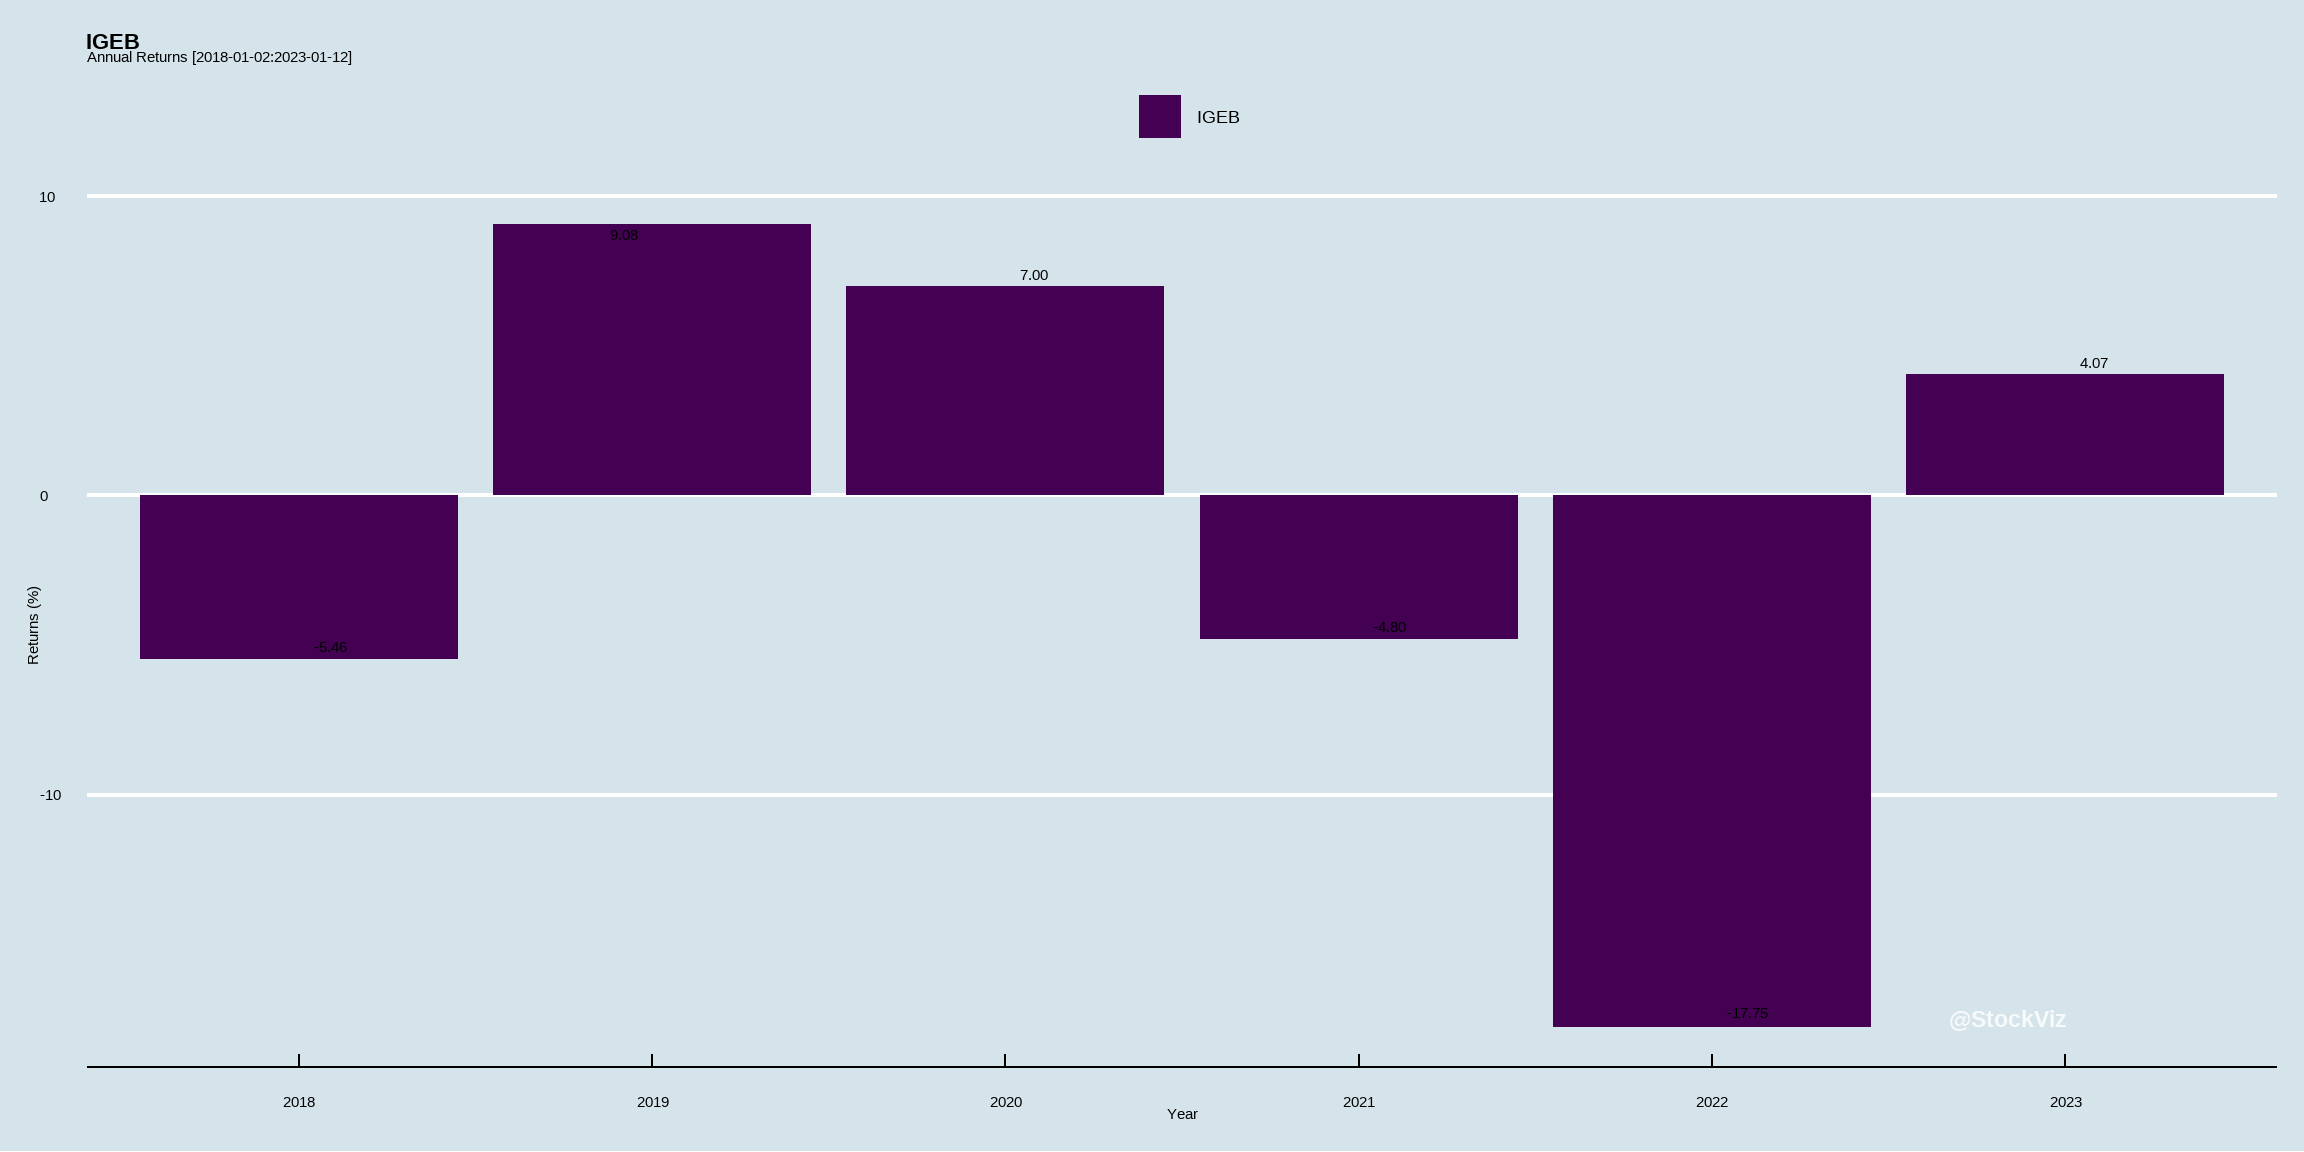 IGEB
Annual Returns [2018-01-02:2023-01-12]
IGEB
10
9.08
7.00
4.07
0
-4.80
-5.46
Returns (%)
-10
-17.75
@StockViz
2018
2019
2020
2021
2022
2023
Year